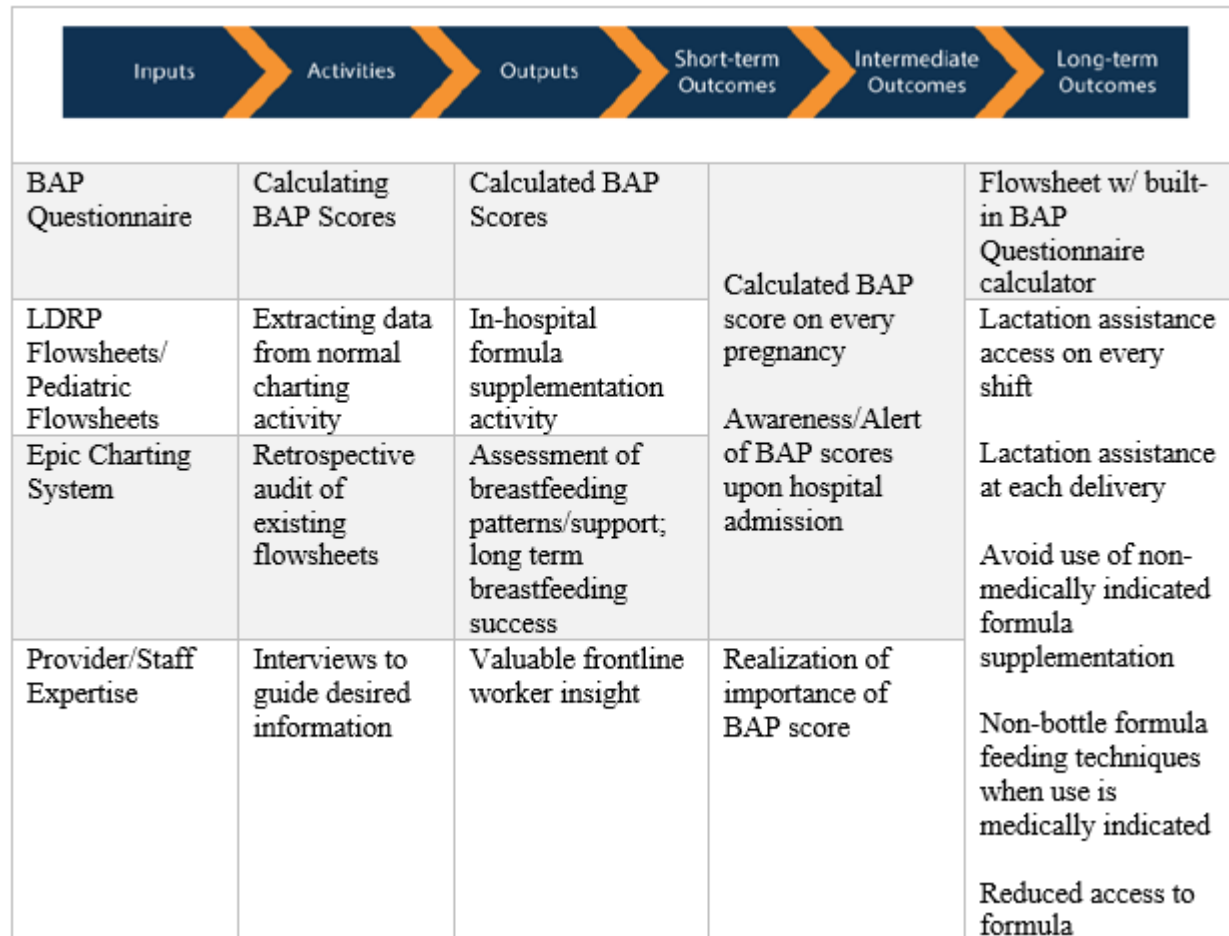 Inputs
Activities
Outputs
Short-term
Outcomes
Intermediate
Outcomes
Long-term
Outcomes
BAP
Questionnaire
Calculating
BAP Scores
Calculated BAP
Scores
Calculated BAP
score on every
pregnancy
Awareness/Alert
of BAP scores
upon hospital
admission
Flowsheet w/ built-
in BAP
Questionnaire
calculator
LDRP
Flowsheets/
Pediatric
Flowsheets
Extracting data
from normal
charting
activity
In-hospital
formula
supplementation
activity
Lactation assistance
access on every
shift
Lactation assistance
at each delivery
Avoid use of non-
medically indicated
formula
supplementation
Non-bottle formula
feeding techniques
when use is
medically indicated
Reduced access to
formula
Epic Charting
System
Retrospective
audit of
existing
flowsheets
Assessment of
breastfeeding
patterns/support;
long term
breastfeeding
success
Provider/Staff
Expertise
Interviews to
guide desired
information
Valuable frontline
worker insight
Realization of
importance of
BAP score